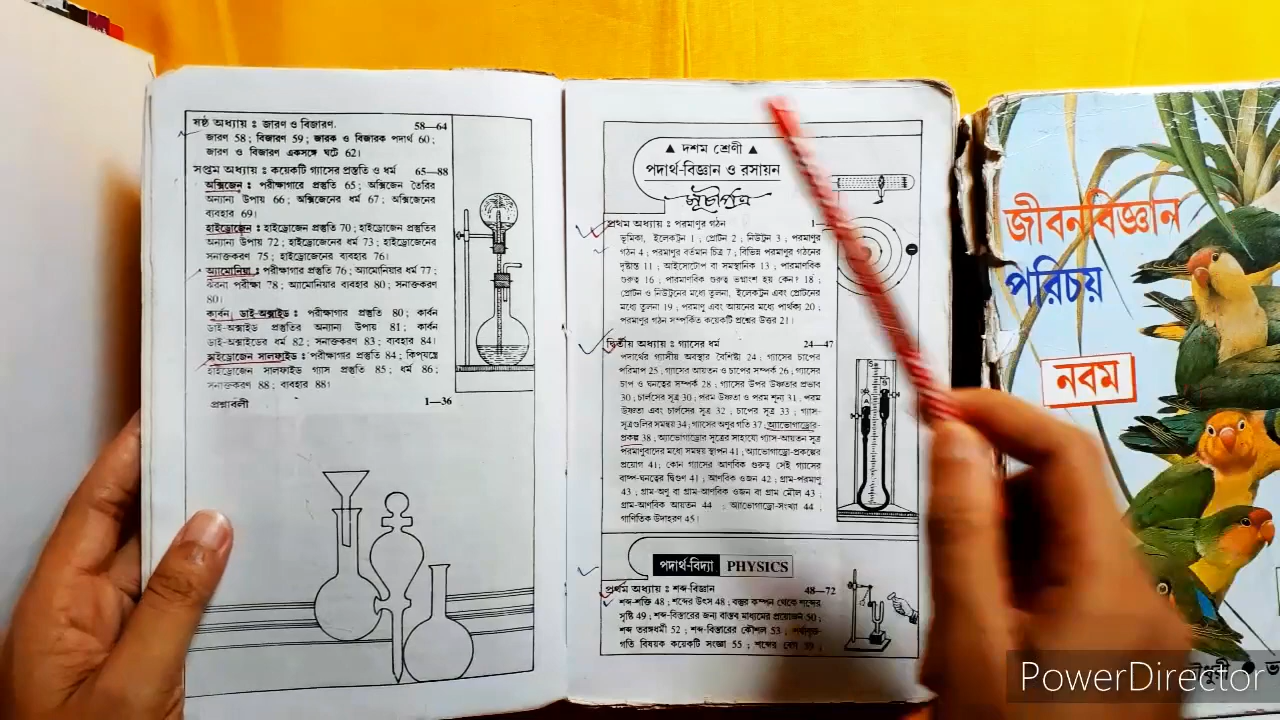 ষষ্ঠ অধ্যায় : জারণ ও বিজারণ. 58—64
জারণ 58 ; বিজারণ 59 ; জারক ও বিজারক পদার্থ 60 ;
জারণ ও বিজারণ একসঙ্গে ঘটে 62।
সপ্তম অধ্যায় : কয়েকটি গ্যাসের প্রস্তুতি ও ধর্ম 65—88
অক্সিজেন : পরীক্ষাগারে প্রস্তুতি 65; অক্সিজেন তৈরির
অন্যান্য উপায় 66 ; অক্সিজেনের ধর্ম 67 ; অক্সিজেনের
ব্যবহার 69।
হাইড্রোজেন : পরীক্ষাগার প্রস্তুতি 70 ; হাইড্রোজেন প্রস্তুতির
অন্যান্য উপায় 72 ; হাইড্রোজেনের ধর্ম 73 ; হাইড্রোজেনের
সনাক্তকরণ 75 ; হাইড্রোজেনের ব্যবহার 76।
অ্যামোনিয়া : পরীক্ষাগার প্রস্তুতি 76 ; অ্যামোনিয়ার ধর্ম 77 ;
ঝরনা পরীক্ষা 78 ; অ্যামোনিয়ার ব্যবহার 80 ; সনাক্তকরণ
80।
কার্বন ডাই-অক্সাইড : পরীক্ষাগার প্রস্তুতি 80 ; কার্বন
ডাই-অক্সাইড প্রস্তুতির অন্যান্য উপায় 81 ; কার্বন
ডাই-অক্সাইডের ধর্ম 82 ; সনাক্তকরণ 83 ; ব্যবহার 84।
হাইড্রোজেন সালফাইড : পরীক্ষাগার প্রস্তুতি 84 ; কিপযন্ত্রে
হাইড্রোজেন সালফাইড গ্যাস প্রস্তুতি 85 ; ধর্ম 86 ;
সনাক্তকরণ 88 ; ব্যবহার 88।
প্রশ্নাবলী 1—36
▲ দশম শ্রেণী ▲
পদার্থ-বিজ্ঞান ও রসায়ন
সূচীপত্র
প্রথম অধ্যায় : পরমাণুর গঠন 1—
ভূমিকা, ইলেকট্রন 1 ; প্রোটন 2 ; নিউট্রন 3 ; পরমাণুর
গঠন 4 ; পরমাণুর বর্তমান চিত্র 7 ; বিভিন্ন পরমাণুর গঠনের
দৃষ্টান্ত 11 ; আইসোটোপ বা সমস্থানিক 13 ; পারমাণবিক
গুরুত্ব 16 ; পারমাণবিক গুরুত্ব ভগ্নাংশ হয় কেন? 18 ;
প্রোটন ও নিউট্রনের মধ্যে তুলনা, ইলেকট্রন এবং প্রোটনের
মধ্যে তুলনা 19 ; পরমাণু এবং আয়নের মধ্যে পার্থক্য 20 ;
পরমাণুর গঠন সম্পর্কিত কয়েকটি প্রশ্নের উত্তর 21।
দ্বিতীয় অধ্যায় : গ্যাসের ধর্ম 24—47
পদার্থের গ্যাসীয় অবস্থার বৈশিষ্ট্য 24 ; গ্যাসের চাপের
পরিমাপ 25 ; গ্যাসের আয়তন ও চাপের সম্পর্ক 26 ; গ্যাসের
চাপ ও ঘনত্বের সম্পর্ক 28 ; গ্যাসের উপর উষ্ণতার প্রভাব
30 ; চার্লসের সূত্র 30 ; পরম উষ্ণতা ও পরম শূন্য 31 ; পরম
উষ্ণতা এবং চার্লসের সূত্র 32 ; চাপের সূত্র 33 ; গ্যাস-
সূত্রগুলির সমন্বয় 34 ; গ্যাসের অণুর গতি 37 ; অ্যাভোগাড্রোর-
প্রকল্প 38 ; অ্যাভোগাড্রোর সূত্রের সাহায্যে গ্যাস-আয়তন সূত্র
পরমাণুবাদের মধ্যে সমন্বয় স্থাপন 41 ; অ্যাভোগাড্রো-প্রকল্পের
প্রয়োগ 41; কোন গ্যাসের আণবিক গুরুত্ব সেই গ্যাসের
বাষ্প-ঘনত্বের দ্বিগুণ 41 ; আণবিক ওজন 42 ; গ্রাম-পরমাণু
43 ; গ্রাম-অণু বা গ্রাম-আণবিক ওজন বা গ্রাম মৌল 43 ;
গ্রাম-আণবিক আয়তন 44 ; অ্যাভোগাড্রো-সংখ্যা 44 ,
গাণিতিক উদাহরণ 45।
পদার্থ-বিদ্যা PHYSICS
প্রথম অধ্যায় : শব্দ-বিজ্ঞান 48—72
শব্দ-শক্তি 48 ; শব্দের উৎস 48 ; বস্তুর কম্পন থেকে শব্দের
সৃষ্টি 49 ; শব্দ-বিস্তারের জন্য বাস্তব মাধ্যমের প্রয়োজন 50 ;
শব্দ তরঙ্গধর্মী 52 ; শব্দ-বিস্তারের কৌশল 53 ;
গতি বিষয়ক কয়েকটি সংজ্ঞা 55 ; শব্দের বেগ
জীবনবিজ্ঞান
পরিচয়
নবম
PowerDirector